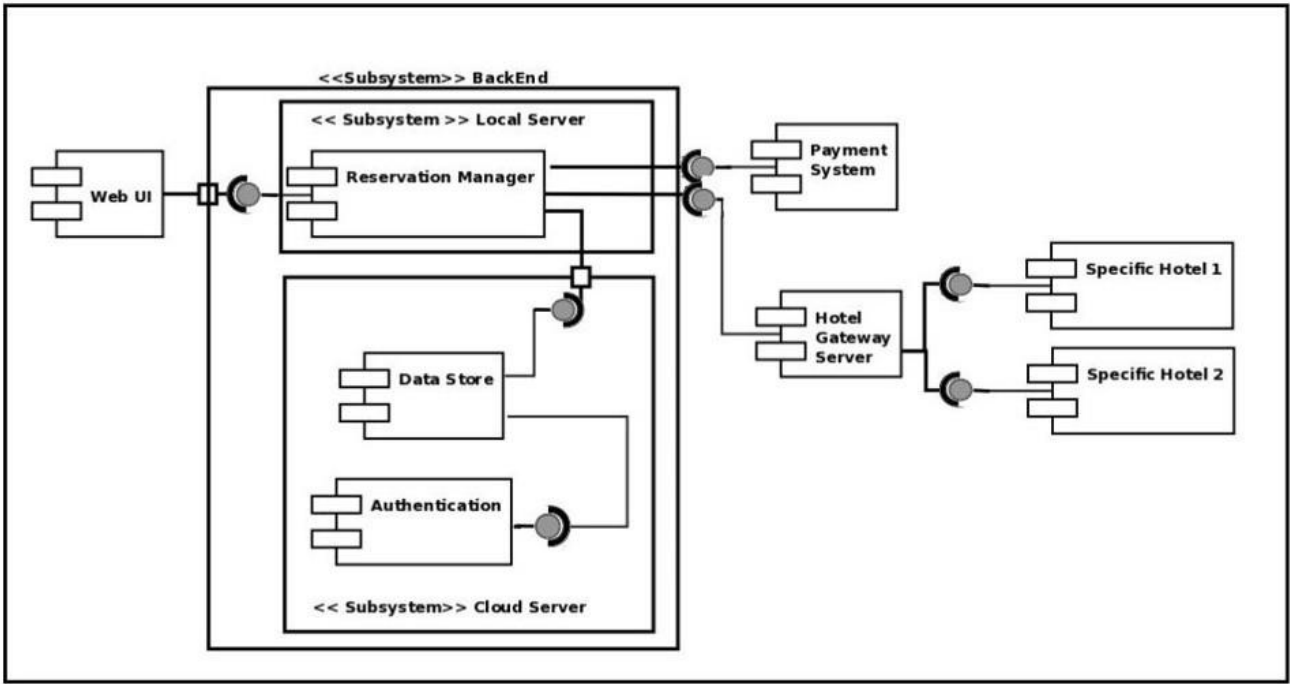 <<Subsystem>> BackEnd
<< Subsystem >> Local Server
Web UI
Reservation Manager
Payment
System
Specific Hotel 1
Hotel
Gateway
Server
Specific Hotel 2
Data Store
Authentication
<< Subsystem>> Cloud Server